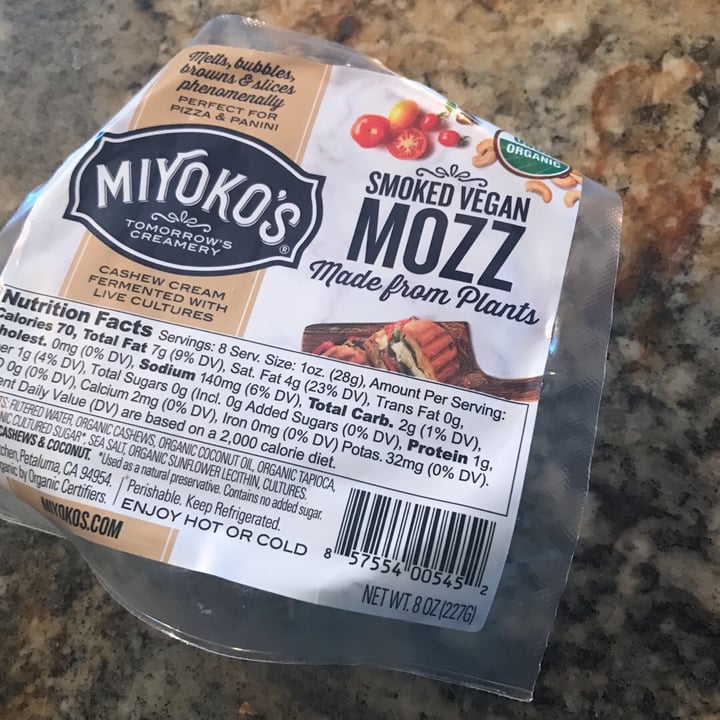 Melts, bubbles,
browns & slices
phenomenally
PERFECT FOR
PIZZA & PANINI
MIYOKO'S
®
TOMORROW'S
CREAMERY
CASHEW CREAM
FERMENTED WITH
LIVE CULTURES
ORGANIC
SMOKED VEGAN
MOZZ
Made from Plants
Nutrition Facts Servings: 8 Serv. Size: 1oz. (28g), Amount Per Serving:
Calories 70, Total Fat 7g (9% DV), Sat. Fat 4g (23% DV), Trans Fat 0g,
holest. 0mg (0% DV), Sodium 140mg (6% DV), Total Carb. 2g (1% DV),
er 1g (4% DV), Total Sugars 0g (Incl. 0g Added Sugars (0% DV), Protein 1g,
D 0g (0% DV), Calcium 2mg (0% DV), Iron 0mg (0% DV) Potas. 32mg (0% DV).
ent Daily Value (DV) are based on a 2,000 calorie diet.
TS: FILTERED WATER, ORGANIC CASHEWS, ORGANIC COCONUT OIL, ORGANIC TAPIOCA,
NIC CULTURED SUGAR*, SEA SALT, ORGANIC SUNFLOWER LECITHIN, CULTURES.
CASHEWS & COCONUT. *Used as a natural preservative. Contains no added sugar.
tchen, Petaluma, CA 94954.
rganic by Organic Certifiers.
Perishable. Keep Refrigerated.
ENJOY HOT OR COLD
MIYOKOS.COM
8 57554 00545 2
NET WT. 8 OZ (227G)